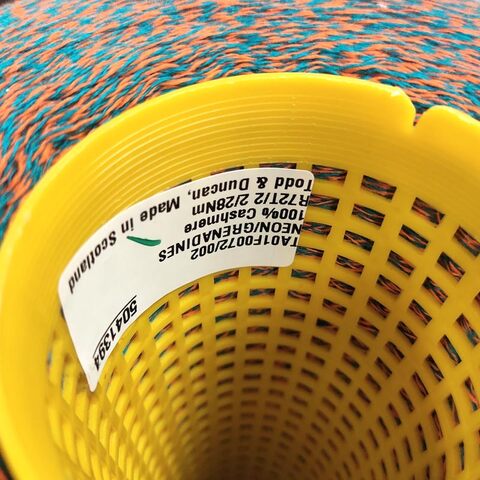 TA01F0072/002
NEON/GRENADINES
100% Cashmere
R72T/2 2/28Nm
Todd & Duncan, Made in Scotland
5041394